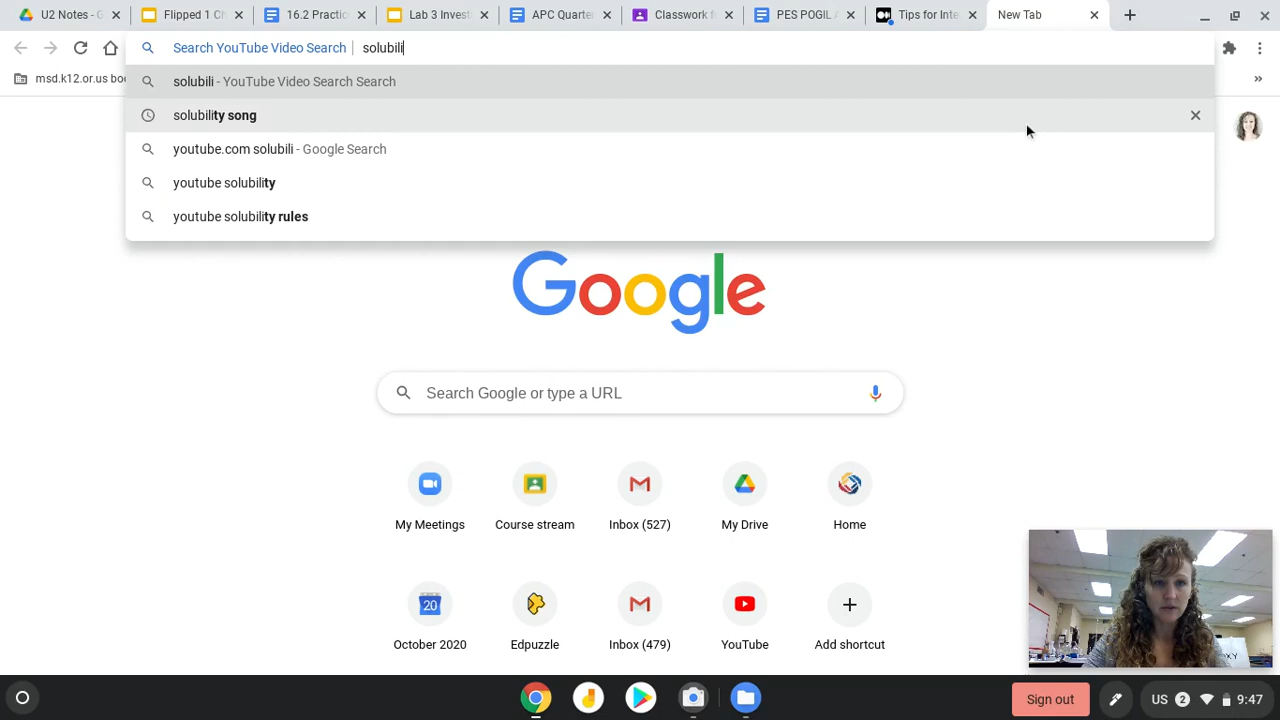 U2 Notes - G
Flipped 1 Ch
16.2 Practic
Lab 3 Invest
APC Quarter
Classwork f
PES POGIL A
Tips for Inte
New Tab
Search YouTube Video Search | solubili
msd.k12.or.us boo
»
solubili - YouTube Video Search Search
solubility song
youtube.com solubili - Google Search
youtube solubility
youtube solubility rules
Google
Search Google or type a URL
My Meetings
Course stream
Inbox (527)
My Drive
Home
20
October 2020
Edpuzzle
Inbox (479)
YouTube
Add shortcut
Sign out
US 2 9:47